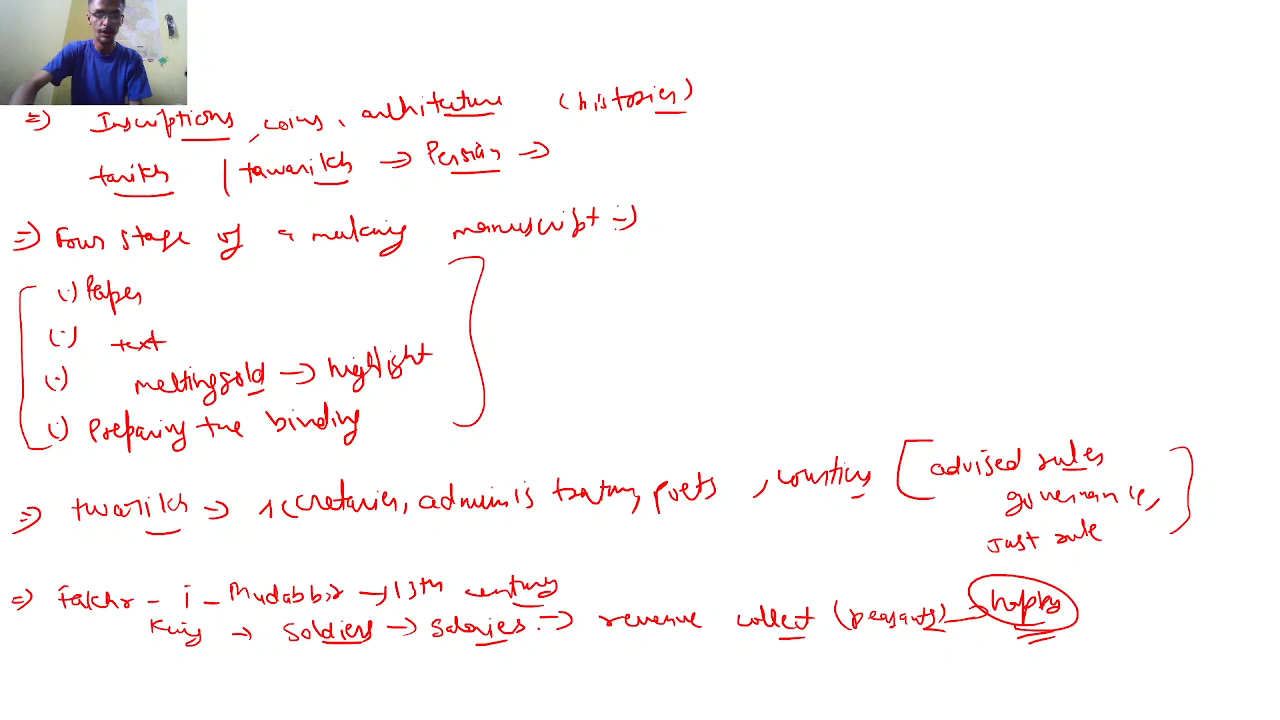 =) Inscriptions, coins, architecture (histories)
tarikh | tawarikh → Persian →
=) Four stage of a making manuscript :-)
(i) Paper
(ii) text
(iii) melting gold → highlight
(iv) Preparing the binding
=) twarikh → secretaries, administrators, poets, courtiers [advised rules
governance,
Just rule]
=) Fakhr - i - Mudabbir → 13th century
King → Soldiers → Salaries :→ revenue collect (peasants) → happy